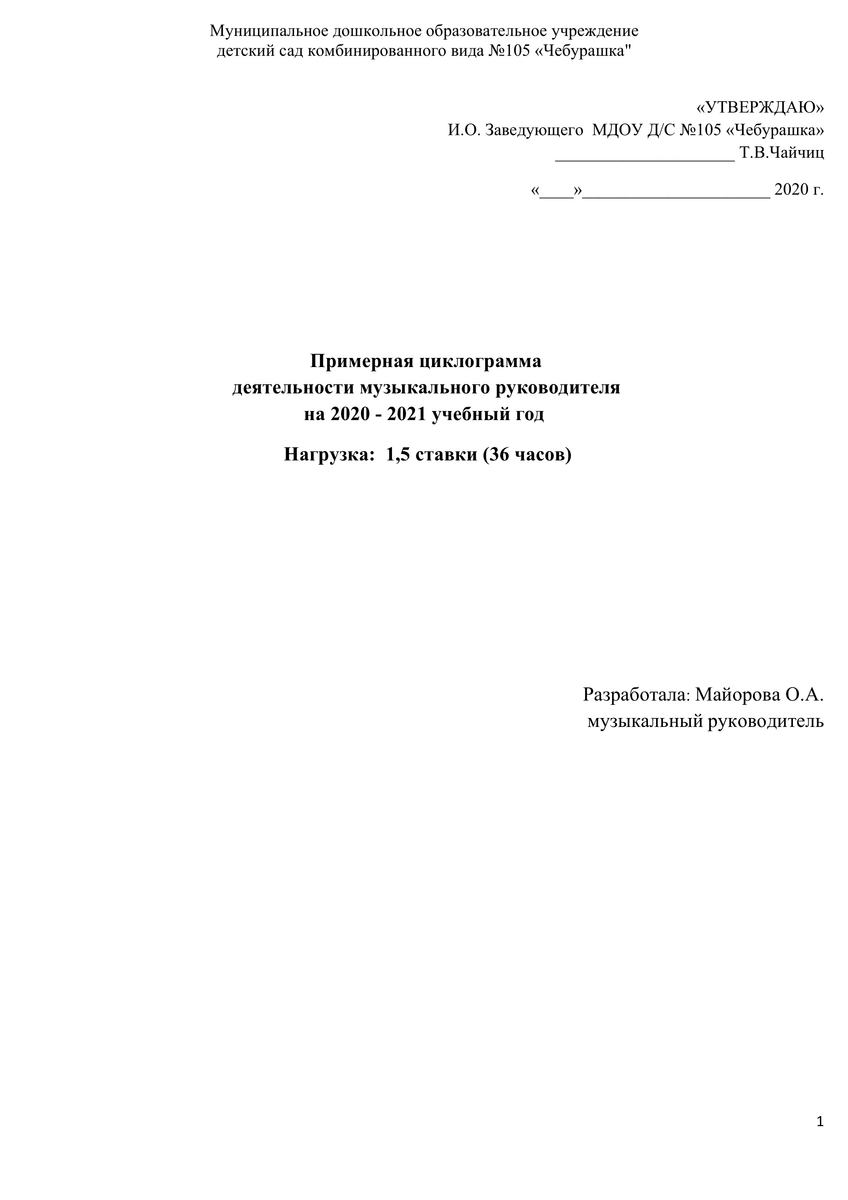 Муниципальное дошкольное образовательное учреждение
детский сад комбинированного вида №105 «Чебурашка"
«УТВЕРЖДАЮ»
И.О. Заведующего МДОУ Д/С №105 «Чебурашка»
_____________________ Т.В.Чайчиц
«____»______________________ 2020 г.
Примерная циклограмма
деятельности музыкального руководителя
на 2020 - 2021 учебный год
Нагрузка: 1,5 ставки (36 часов)
Разработала: Майорова О.А.
музыкальный руководитель
1